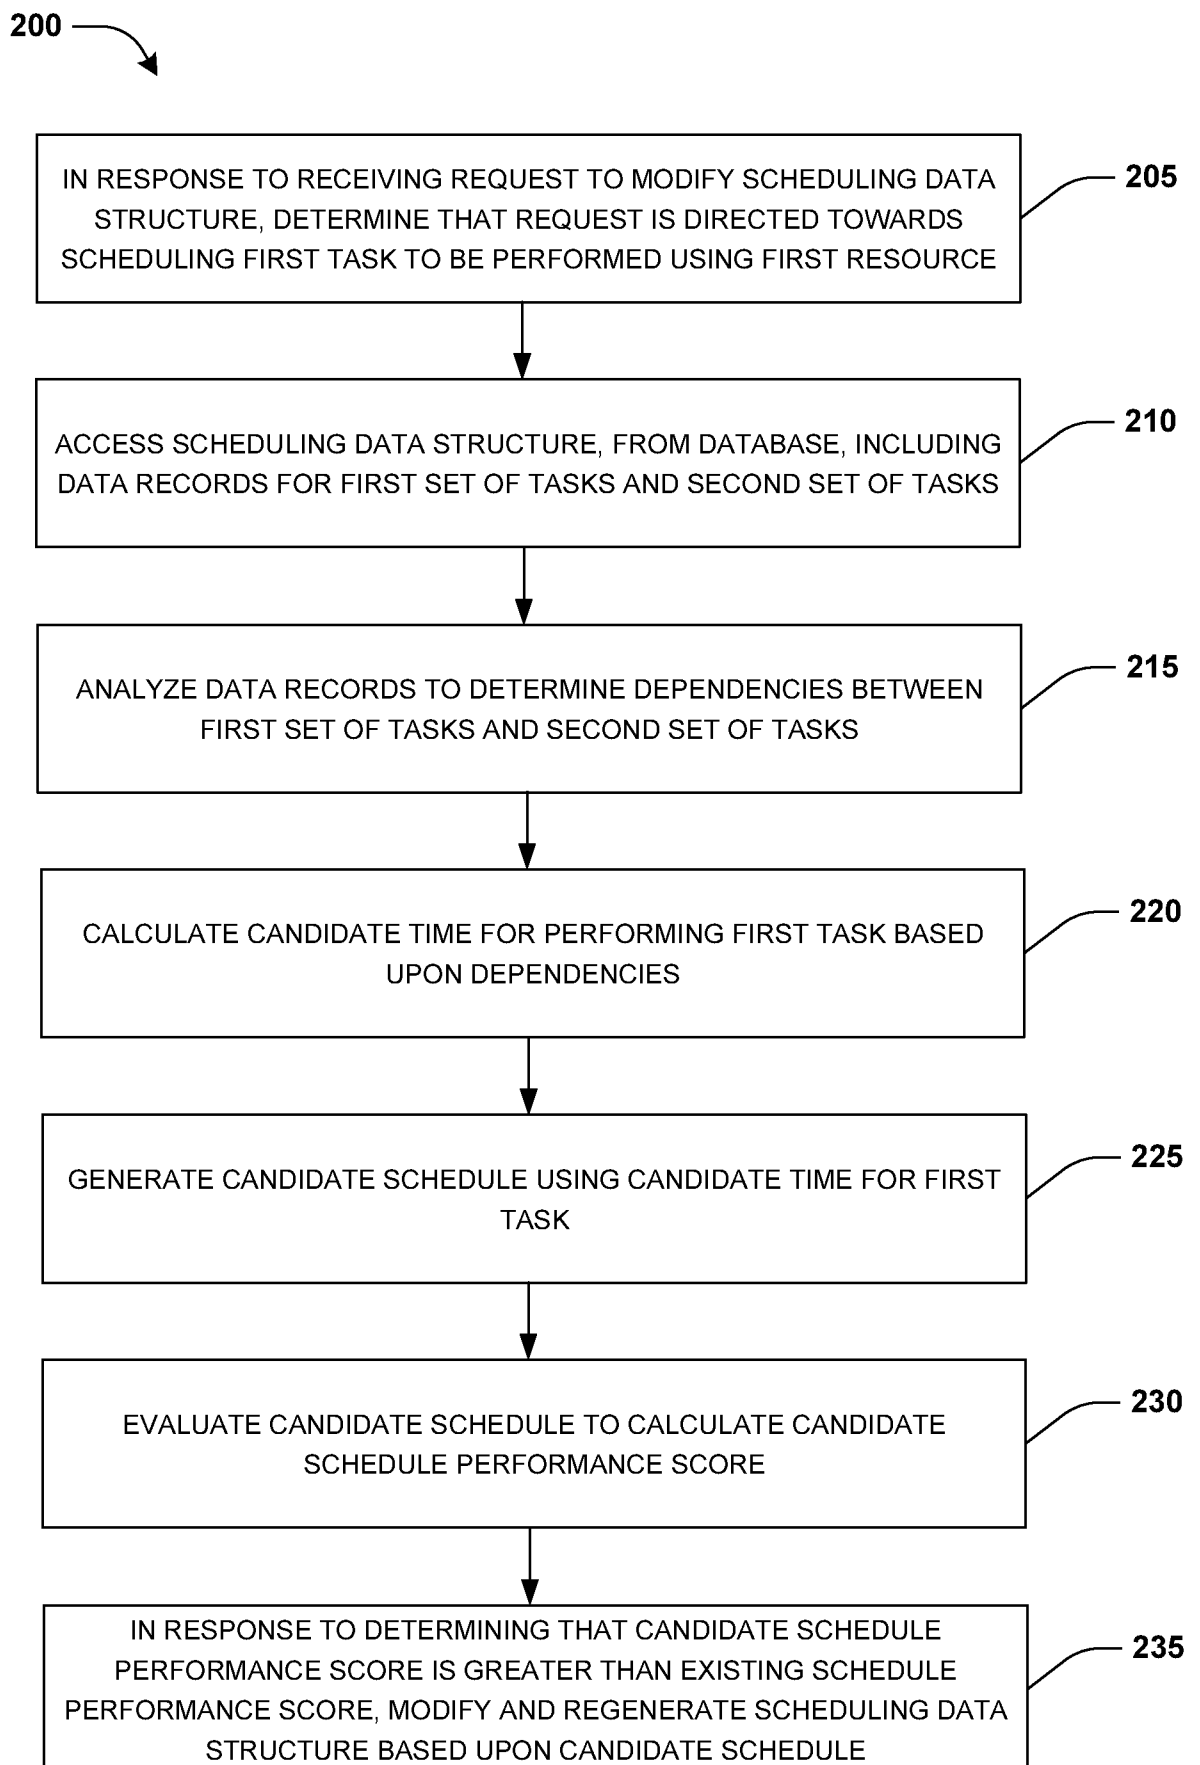 200
IN RESPONSE TO RECEIVING REQUEST TO MODIFY SCHEDULING DATA
STRUCTURE, DETERMINE THAT REQUEST IS DIRECTED TOWARDS
SCHEDULING FIRST TASK TO BE PERFORMED USING FIRST RESOURCE
205
ACCESS SCHEDULING DATA STRUCTURE, FROM DATABASE, INCLUDING
DATA RECORDS FOR FIRST SET OF TASKS AND SECOND SET OF TASKS
210
ANALYZE DATA RECORDS TO DETERMINE DEPENDENCIES BETWEEN
FIRST SET OF TASKS AND SECOND SET OF TASKS
215
CALCULATE CANDIDATE TIME FOR PERFORMING FIRST TASK BASED
UPON DEPENDENCIES
220
GENERATE CANDIDATE SCHEDULE USING CANDIDATE TIME FOR FIRST
TASK
225
EVALUATE CANDIDATE SCHEDULE TO CALCULATE CANDIDATE
SCHEDULE PERFORMANCE SCORE
230
IN RESPONSE TO DETERMINING THAT CANDIDATE SCHEDULE
PERFORMANCE SCORE IS GREATER THAN EXISTING SCHEDULE
PERFORMANCE SCORE, MODIFY AND REGENERATE SCHEDULING DATA
STRUCTURE BASED UPON CANDIDATE SCHEDULE
235